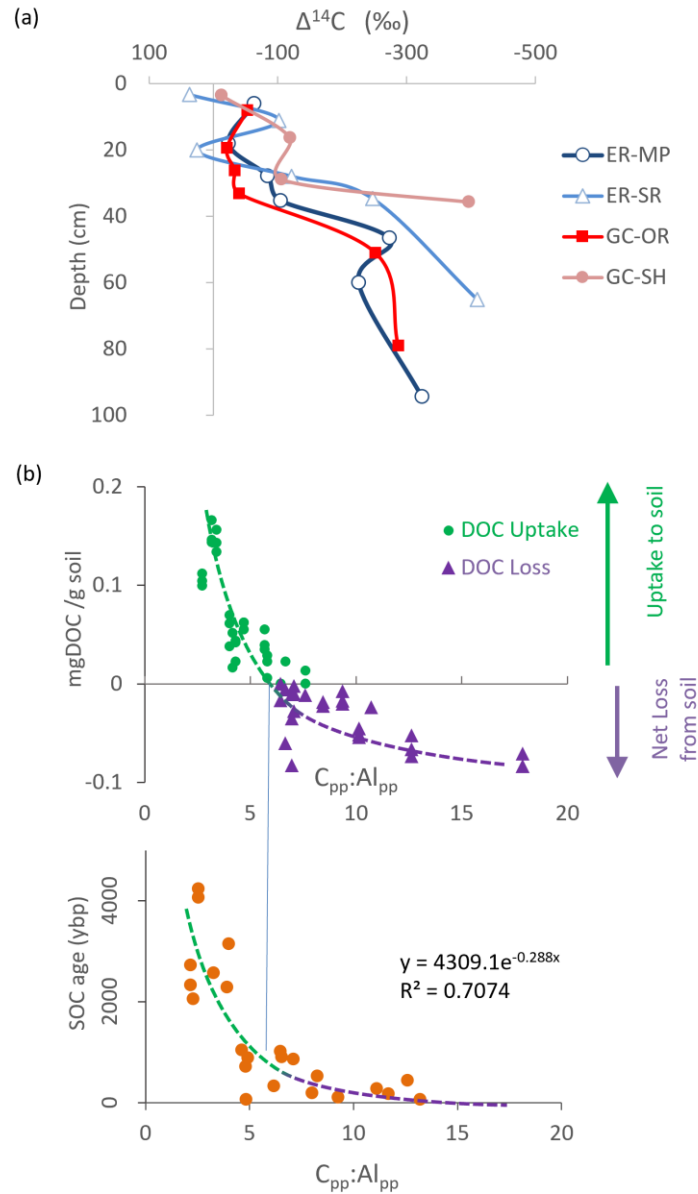 (a)
Δ¹⁴C (‰)
100 -100 -300 -500
0
20
40
60
80
100
Depth (cm)
ER-MP
ER-SR
GC-OR
GC-SH
(b)
0.2
0.1
0
-0.1
mgDOC /g soil
DOC Uptake
DOC Loss
Uptake to soil
Net Loss
from soil
Cpp:Alpp
0 5 10 15 20
4000
2000
0
SOC age (ybp)
y = 4309.1e^-0.288x
R² = 0.7074
0 5 10 15 20
Cpp:Alpp